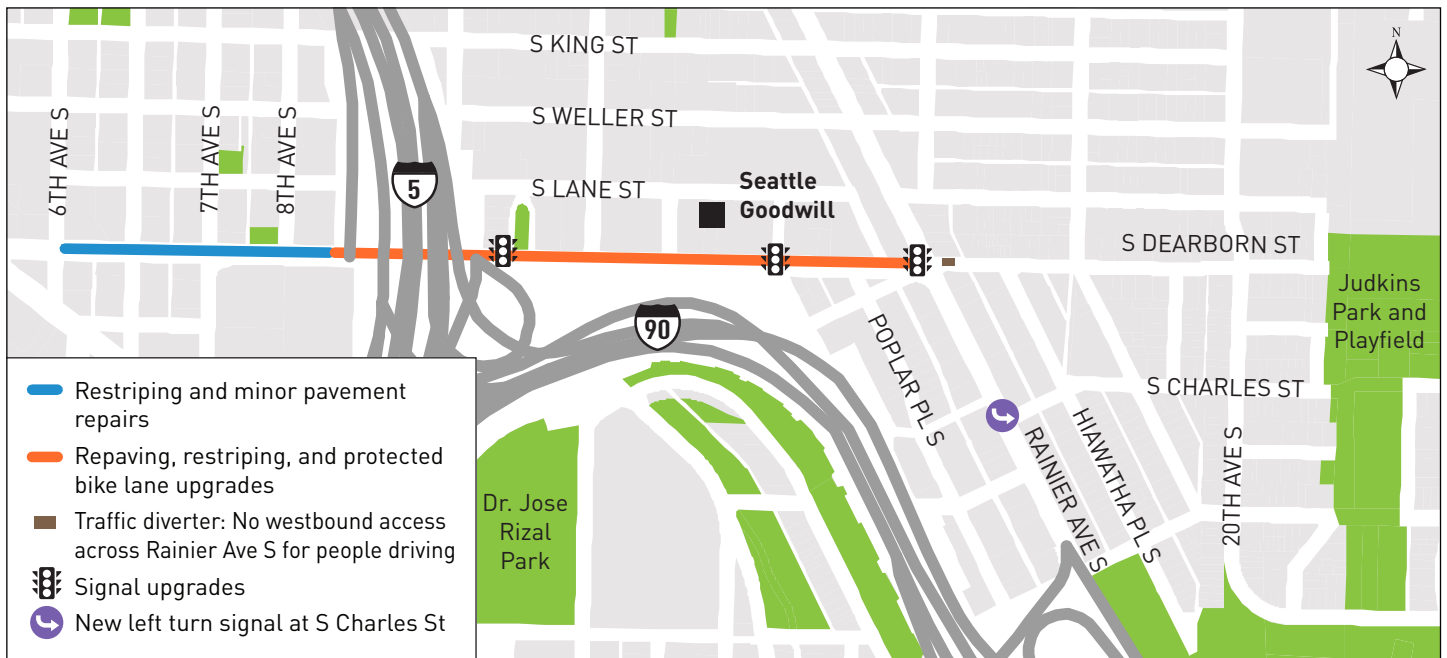 N
S KING ST
S WELLER ST
6TH AVE S
7TH AVE S
8TH AVE S
5
S LANE ST
Seattle
Goodwill
S DEARBORN ST
Judkins
Park and
Playfield
90
POPLAR PL S
S CHARLES ST
RAINIER AVE S
HIAWATHA PL S
20TH AVE S
Dr. Jose
Rizal
Park
Restriping and minor pavement
repairs
Repaving, restriping, and protected
bike lane upgrades
Traffic diverter: No westbound access
across Rainier Ave S for people driving
Signal upgrades
New left turn signal at S Charles St